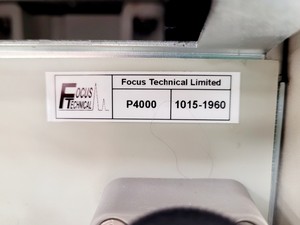 FOCUS
TECHNICAL
Focus Technical Limited
P4000 1015-1960